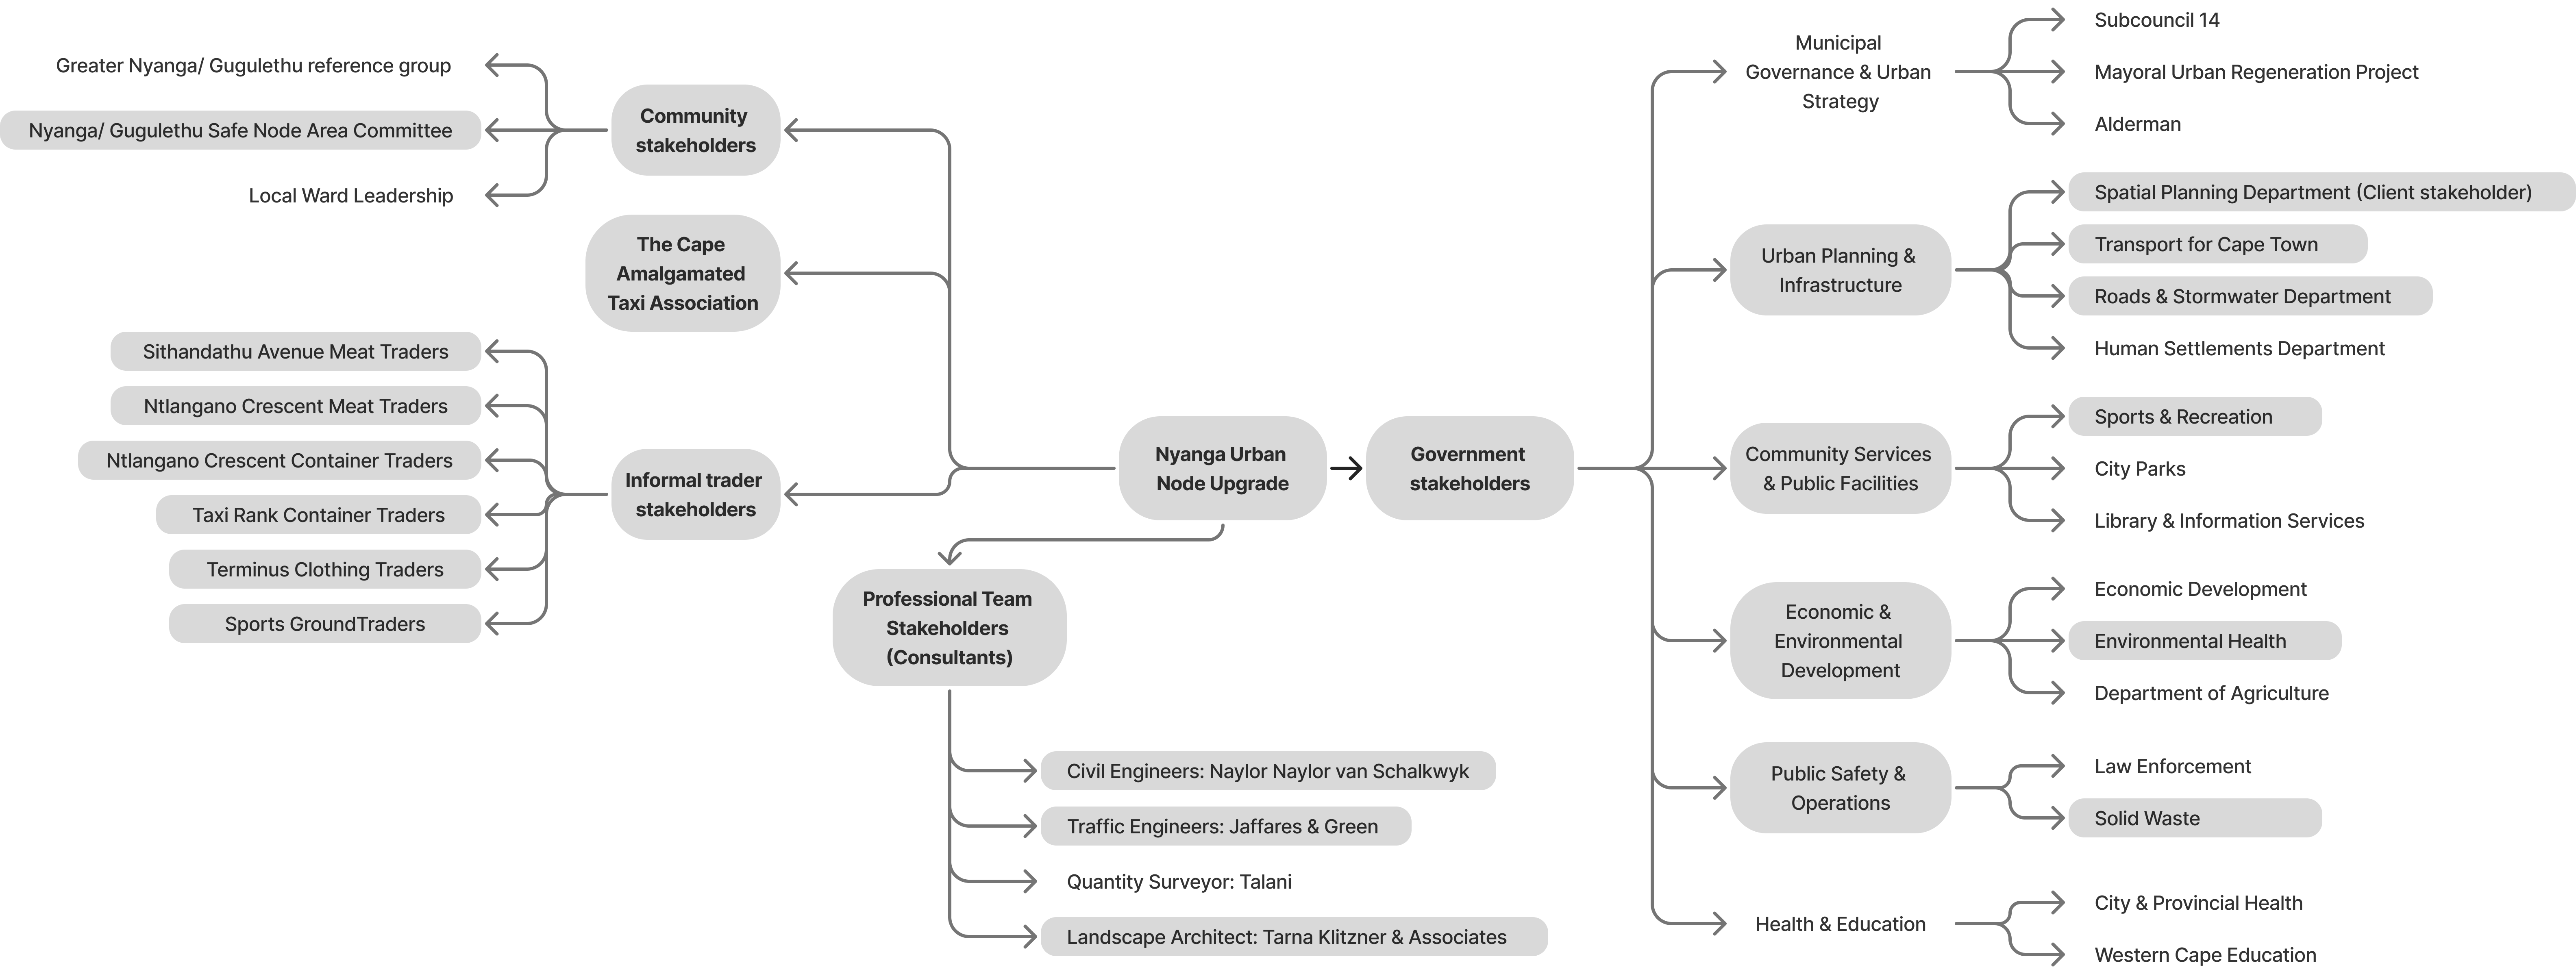 Greater Nyanga/ Gugulethu reference group
Nyanga/ Gugulethu Safe Node Area Committee
Local Ward Leadership
Community
stakeholders
The Cape
Amalgamated
Taxi Association
Sithandathu Avenue Meat Traders
Ntlangano Crescent Meat Traders
Ntlangano Crescent Container Traders
Taxi Rank Container Traders
Terminus Clothing Traders
Sports GroundTraders
Informal trader
stakeholders
Nyanga Urban
Node Upgrade
Professional Team
Stakeholders
(Consultants)
Civil Engineers: Naylor Naylor van Schalkwyk
Traffic Engineers: Jaffares & Green
Quantity Surveyor: Talani
Landscape Architect: Tarna Klitzner & Associates
Government
stakeholders
Municipal
Governance & Urban
Strategy
Subcouncil 14
Mayoral Urban Regeneration Project
Alderman
Urban Planning &
Infrastructure
Spatial Planning Department (Client stakeholder)
Transport for Cape Town
Roads & Stormwater Department
Human Settlements Department
Community Services
& Public Facilities
Sports & Recreation
City Parks
Library & Information Services
Economic &
Environmental
Development
Economic Development
Environmental Health
Department of Agriculture
Public Safety &
Operations
Law Enforcement
Solid Waste
Health & Education
City & Provincial Health
Western Cape Education